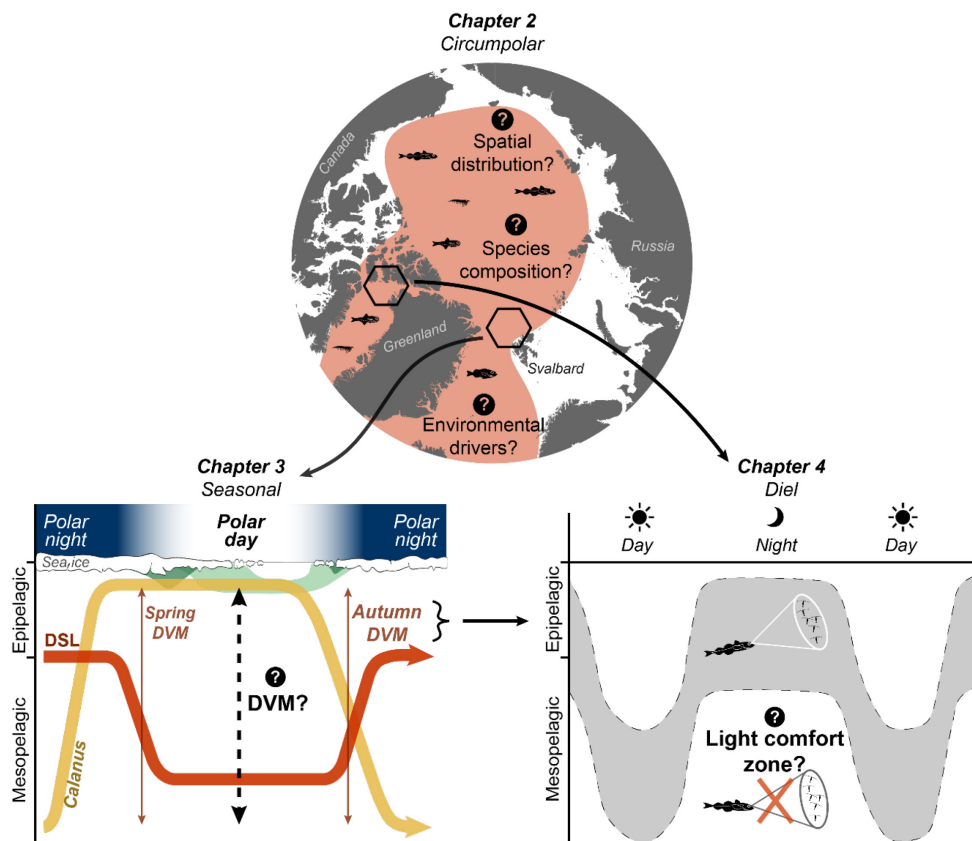 Chapter 2
Circumpolar
Canada
?
Spatial
distribution?
?
Species
composition?
Russia
Greenland
Svalbard
?
Environmental
drivers?
Chapter 3
Seasonal
Polar
night
Polar
day
Polar
night
Sea ice
Epipelagic
Mesopelagic
DSL
Calanus
Spring
DVM
Autumn
DVM
?
DVM?
Chapter 4
Diel
Day
Night
Day
Epipelagic
Mesopelagic
?
Light comfort
zone?